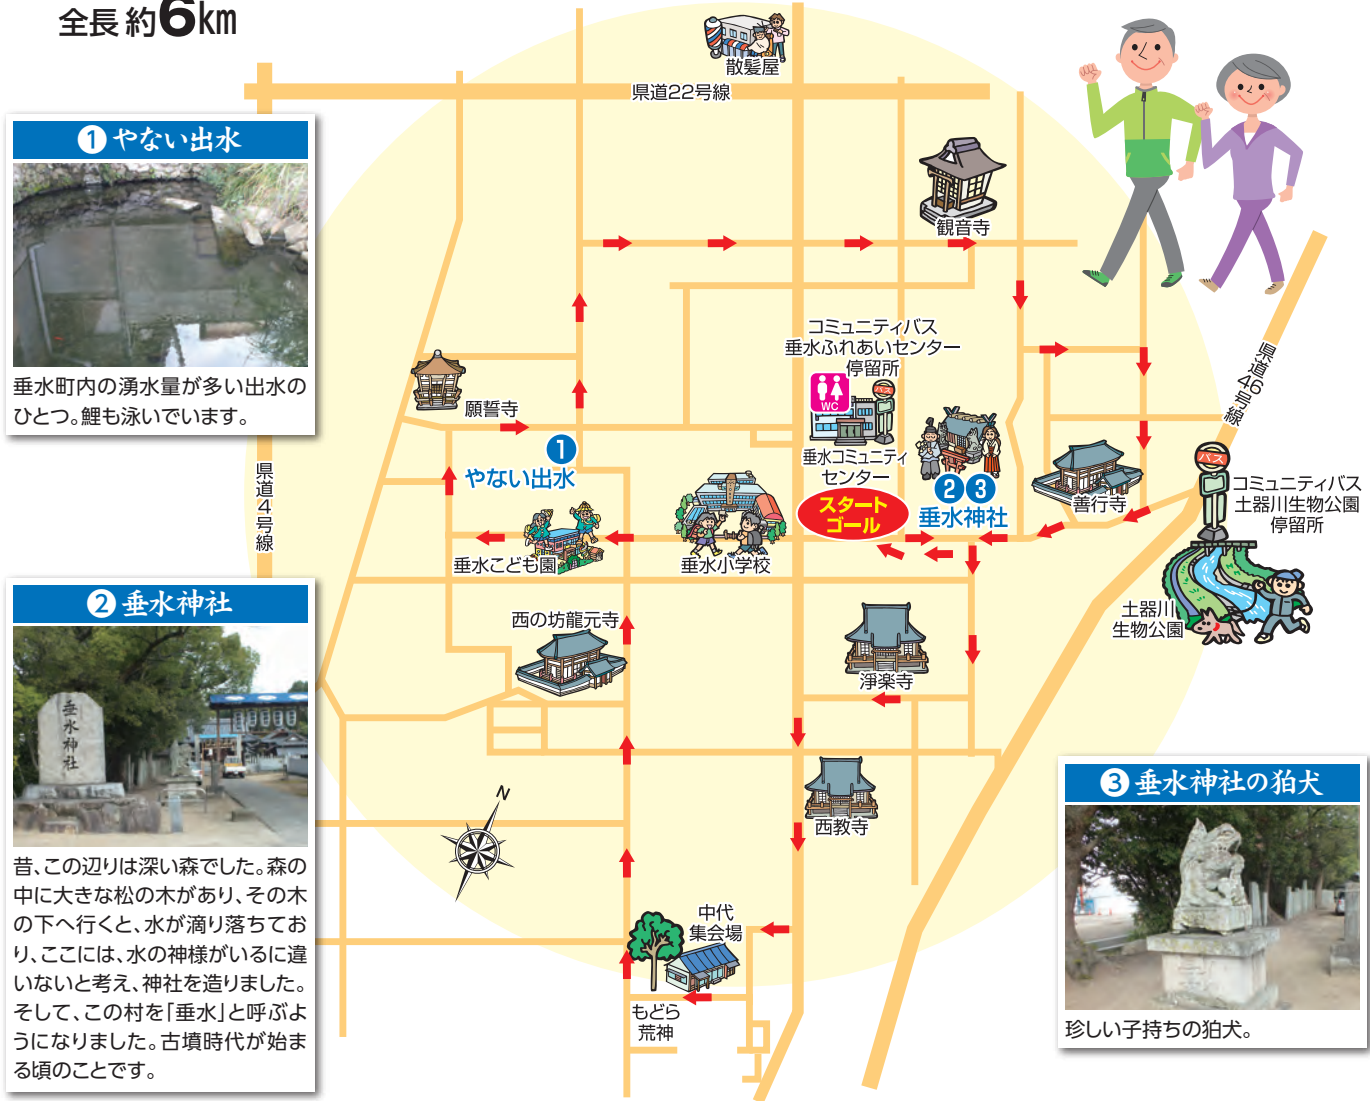 全長 約6km
散髪屋
県道22号線
❶ やない出水
垂水町内の湧水量が多い出水の
ひとつ。鯉も泳いでいます。
観音寺
コミュニティバス
垂水ふれあいセンター
停留所
WC
バス
県道46号線
願誓寺
❶
やない出水
垂水コミュニティ
センター
スタート
ゴール
❷❸
垂水神社
善行寺
バス
コミュニティバス
土器川生物公園
停留所
県道4号線
垂水こども園
垂水小学校
土器川
生物公園
❷ 垂水神社
垂水神社
昔、この辺りは深い森でした。森の
中に大きな松の木があり、その木
の下へ行くと、水が滴り落ちてお
り、ここには、水の神様がいるに違
いないと考え、神社を造りました。
そして、この村を「垂水」と呼ぶよ
うになりました。古墳時代が始ま
る頃のことです。
西の坊龍元寺
淨楽寺
N
西教寺
中代
集会場
もどら
荒神
❸ 垂水神社の狛犬
珍しい子持ちの狛犬。